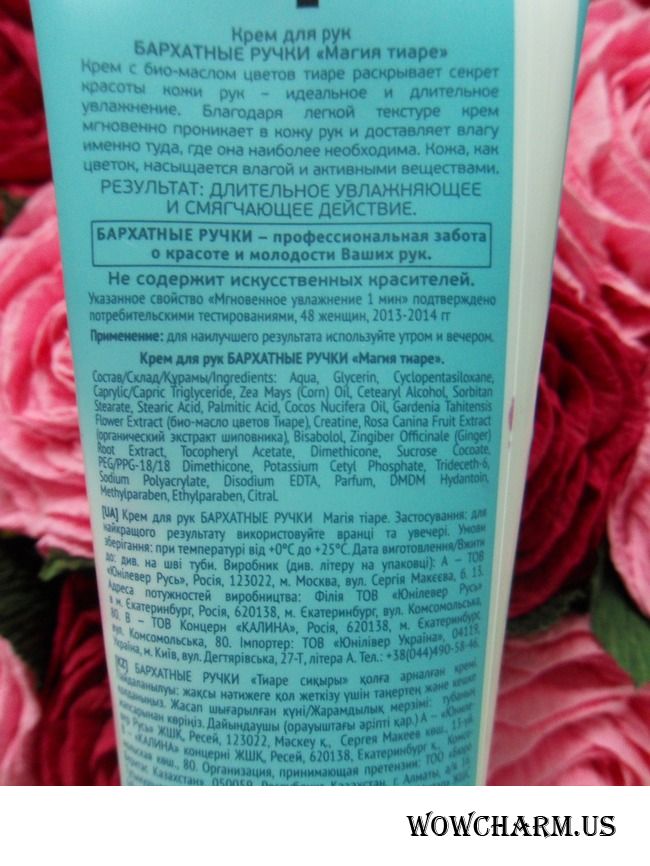 Крем для рук
БАРХАТНЫЕ РУЧКИ «Магия тиаре»
Крем с био-маслом цветов тиаре раскрывает секрет
красоты кожи рук – идеальное и длительное
увлажнение. Благодаря легкой текстуре крем
мгновенно проникает в кожу рук и доставляет влагу
именно туда, где она наиболее необходима. Кожа, как
цветок, насыщается влагой и активными веществами.
РЕЗУЛЬТАТ: ДЛИТЕЛЬНОЕ УВЛАЖНЯЮЩЕЕ
И СМЯГЧАЮЩЕЕ ДЕЙСТВИЕ.
БАРХАТНЫЕ РУЧКИ – профессиональная забота
о красоте и молодости Ваших рук.
Не содержит искусственных красителей.
Указанное свойство «Мгновенное увлажнение 1 мин» подтверждено
потребительскими тестированиями, 48 женщин, 2013-2014 гг
Применение: для наилучшего результата используйте утром и вечером.
Крем для рук БАРХАТНЫЕ РУЧКИ «Магия тиаре».
Состав/Склад/Құрамы/Ingredients: Aqua, Glycerin, Cyclopentasiloxane,
Caprylic/Capric Triglyceride, Zea Mays (Corn) Oil, Cetearyl Alcohol, Sorbitan
Stearate, Stearic Acid, Palmitic Acid, Cocos Nucifera Oil, Gardenia Tahitensis
Flower Extract (био-масло цветов Тиаре), Creatine, Rosa Canina Fruit Extract
(органический экстракт шиповника), Bisabolol, Zingiber Officinale (Ginger)
Root Extract, Tocopheryl Acetate, Dimethicone, Sucrose Cocoate,
PEG/PPG-18/18 Dimethicone, Potassium Cetyl Phosphate, Trideceth-6,
Sodium Polyacrylate, Disodium EDTA, Parfum, DMDM Hydantoin,
Methylparaben, Ethylparaben, Citral.
[UA] Крем для рук БАРХАТНЫЕ РУЧКИ Магія тіаре. Застосування: для
найкращого результату використовуйте вранці та увечері. Умови
зберігання: при температурі від +0°С до +25°С. Дата виготовлення/Вжити
до: див. на шві туби. Виробник (див. літеру на упаковці): А – ТОВ
«Юнілевер Русь», Росія, 123022, м. Москва, вул. Сергія Макеєва, б. 13.
Адреса потужностей виробництва: Філія ТОВ «Юнілевер Русь»
в м. Екатеринбург, Росія, 620138, м. Екатеринбург, вул. Комсомольська,
80. В – ТОВ Концерн «КАЛИНА», Росія, 620138, м. Екатеринбург,
вул. Комсомольська, 80. Імпортер: ТОВ «Юнілівер Україна», 04119,
Україна, м. Київ, вул. Дегтярівська, 27-Т, літера А. Тел.: +38(044)490-58-46.
[KZ] БАРХАТНЫЕ РУЧКИ «Тиаре сиқыры» қолға арналған крем.
Пайдаланылуы: жақсы нәтижеге қол жеткізу үшін таңертең және кешке
қолданыңыз. Жасап шығарылған күні/Жарамдылық мерзімі: тубаның
қапсарынан көріңіз. Дайындаушы (орауыштағы әріпті қар.) А – «Юниле-
вер Русь» ЖШҚ, Ресей, 123022, Маскеу қ., Сергея Макеев көш., 13-үй.
В – «КАЛИНА» концерні ЖШҚ, Ресей, 620138, Екатеринбург қ., Комсо-
мольская көш., 80. Организация, принимающая претензии: ТОО «Бюро
Казахстан», 050059, г. Алматы,
WOWCHARM.US